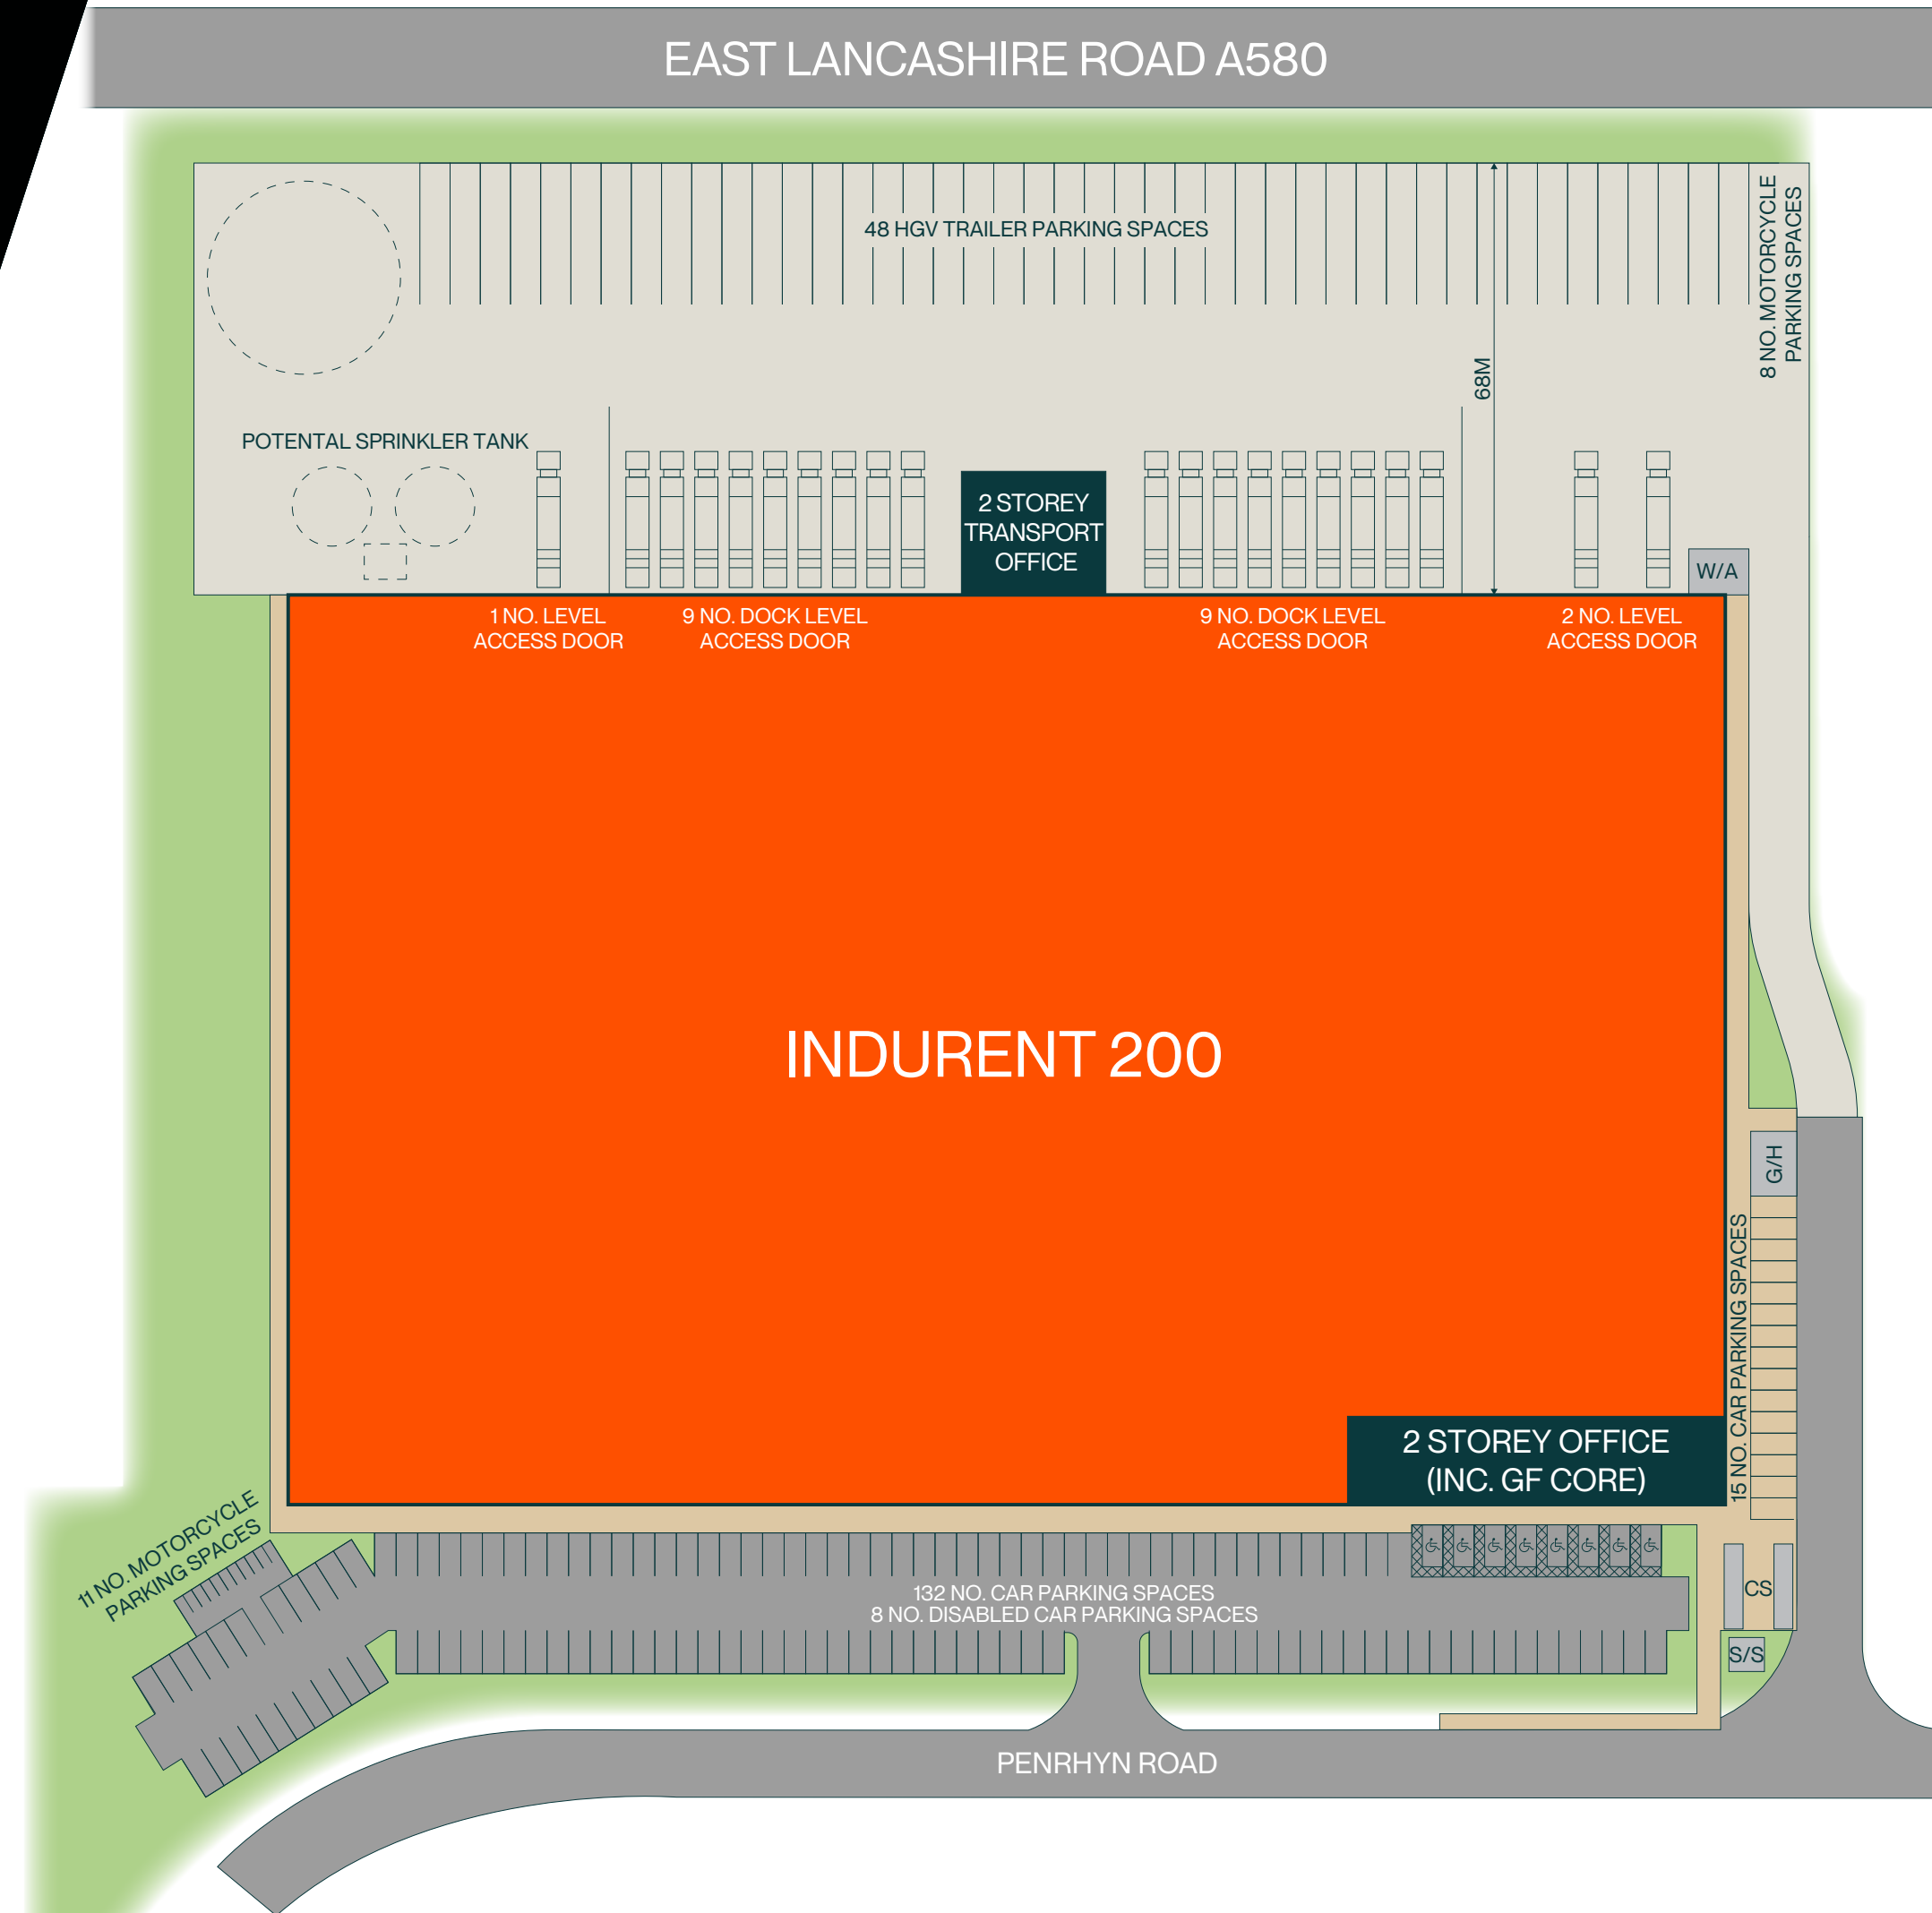 EAST LANCASHIRE ROAD A580
48 HGV TRAILER PARKING SPACES
8 NO. MOTORCYCLE
PARKING SPACES
68M
POTENTAL SPRINKLER TANK
2 STOREY
TRANSPORT
OFFICE
W/A
1 NO. LEVEL
ACCESS DOOR
9 NO. DOCK LEVEL
ACCESS DOOR
9 NO. DOCK LEVEL
ACCESS DOOR
2 NO. LEVEL
ACCESS DOOR
INDURENT 200
G/H
15 NO. CAR PARKING SPACES
2 STOREY OFFICE
(INC. GF CORE)
11 NO. MOTORCYCLE
PARKING SPACES
132 NO. CAR PARKING SPACES
8 NO. DISABLED CAR PARKING SPACES
CS
S/S
PENRHYN ROAD